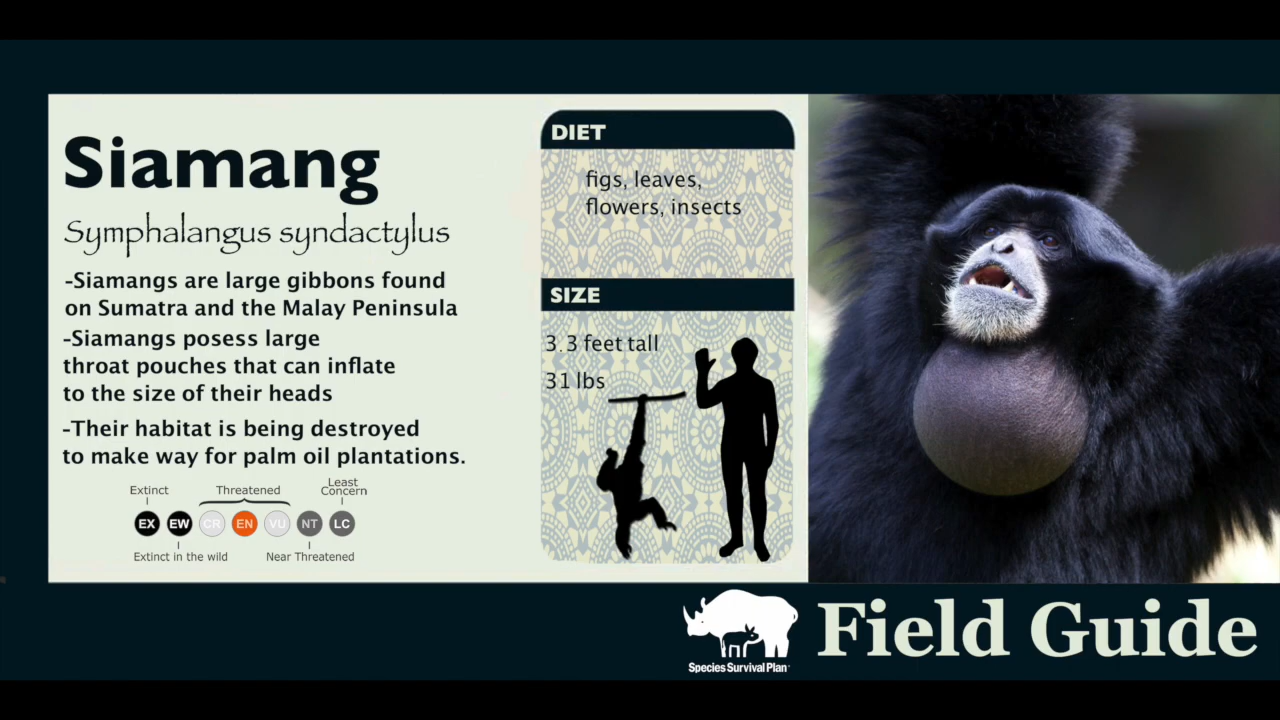 Siamang
Symphalangus syndactylus
-Siamangs are large gibbons found
on Sumatra and the Malay Peninsula
-Siamangs posess large
throat pouches that can inflate
to the size of their heads
-Their habitat is being destroyed
to make way for palm oil plantations.
Extinct
Threatened
Least
Concern
EX EW CR EN VU NT LC
Extinct in the wild
Near Threatened
DIET
figs, leaves,
flowers, insects
SIZE
3.3 feet tall
31 lbs
Species Survival Plan
Field Guide